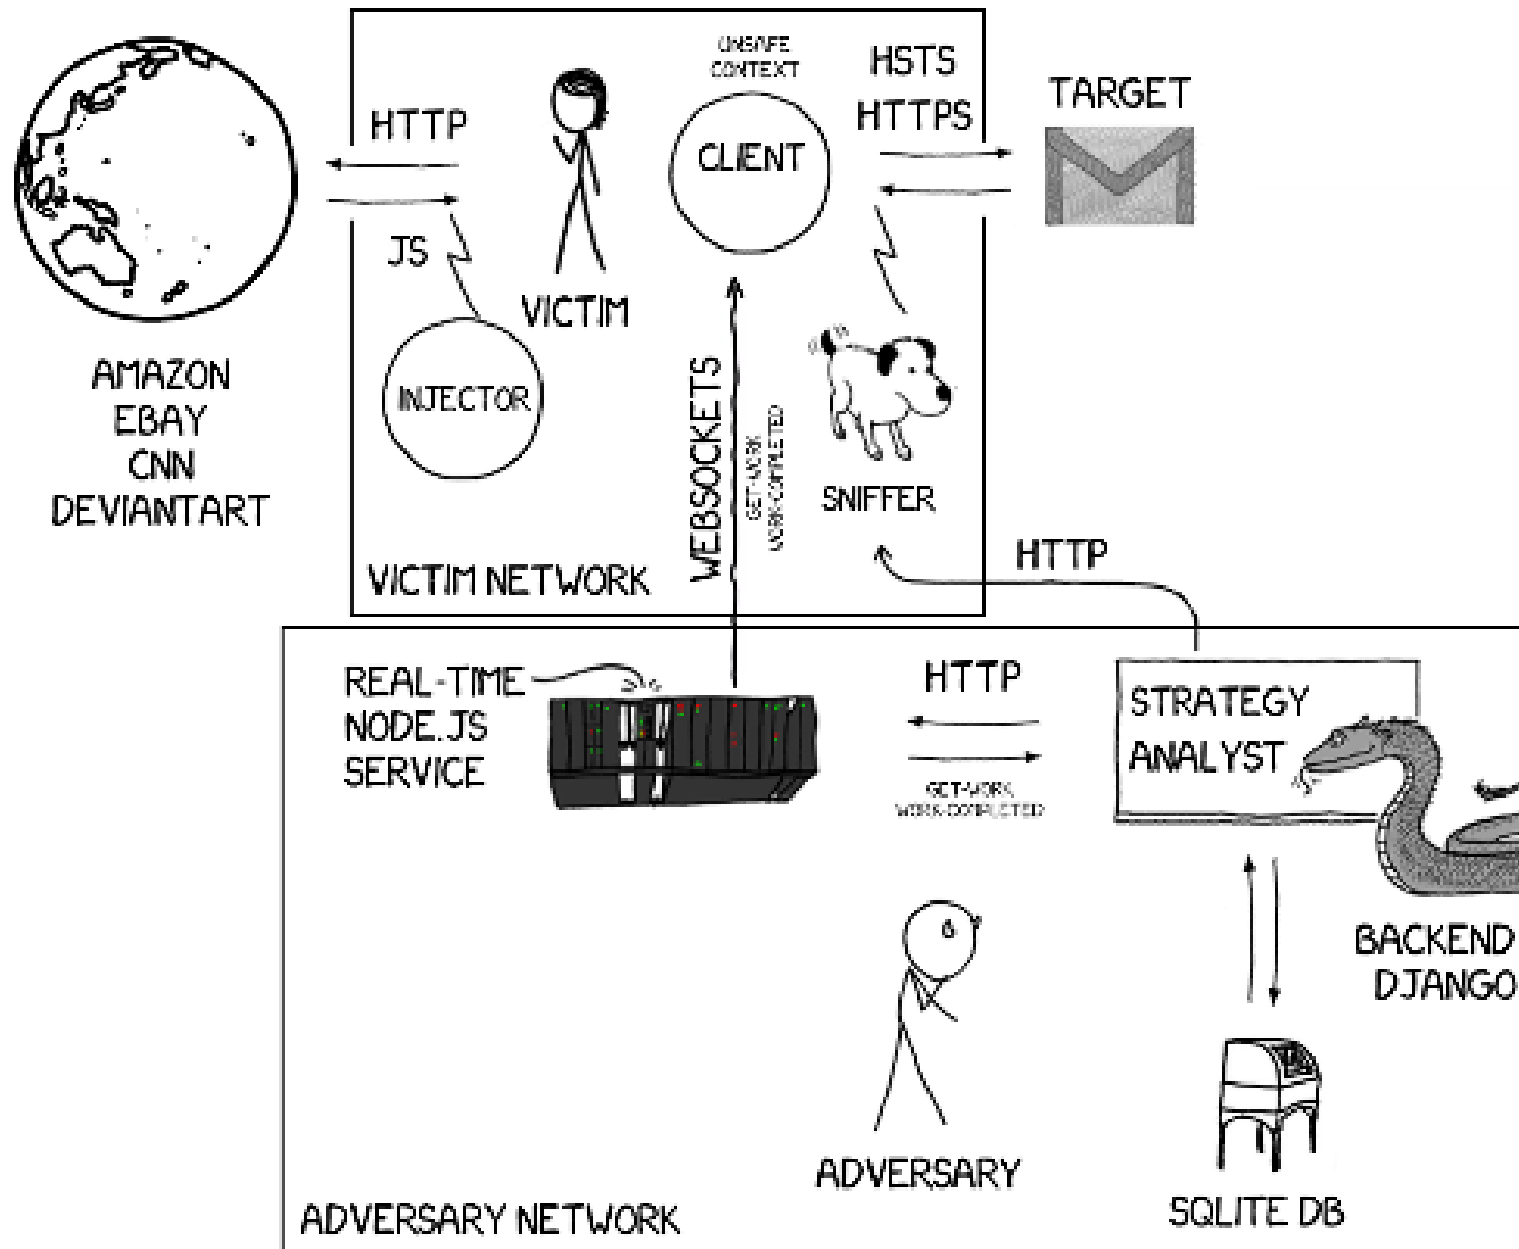 UNSAFE
CONTEXT
HSTS
HTTPS
TARGET
HTTP
CLIENT
JS
VICTIM
INJECTOR
AMAZON
EBAY
CNN
DEVIANTART
WEBSOCKETS
GET-WORK
WORK-COMPLETED
SNIFFER
HTTP
VICTIM NETWORK
REAL-TIME
NODE.JS
SERVICE
HTTP
GET-WORK
WORK-COMPLETED
STRATEGY
ANALYST
BACKEND
DJANGO
ADVERSARY
SQLITE DB
ADVERSARY NETWORK